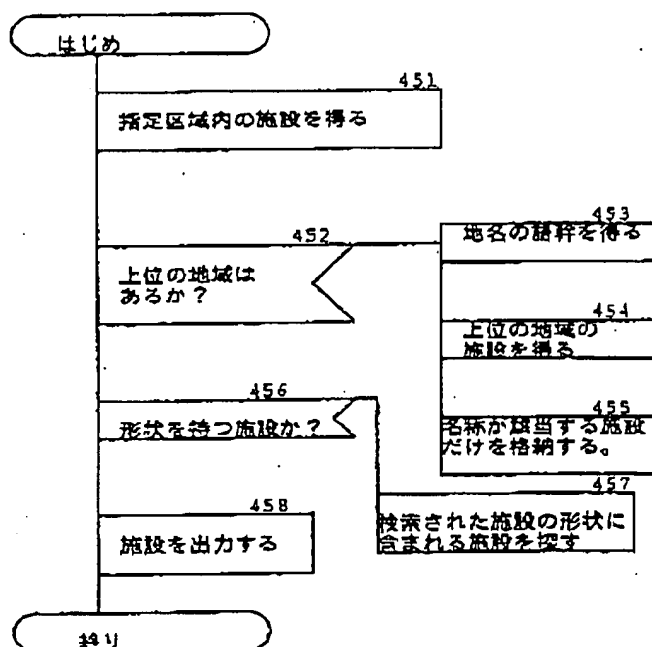 はじめ
451
指定区域内の施設を得る
452
上位の地域は
あるか？
453
地名の語幹を得る
454
上位の地域の
施設を得る
455
名称が該当する施設
だけを格納する。
456
形状を持つ施設か？
457
検索された施設の形状に
含まれる施設を探す
458
施設を出力する
終り